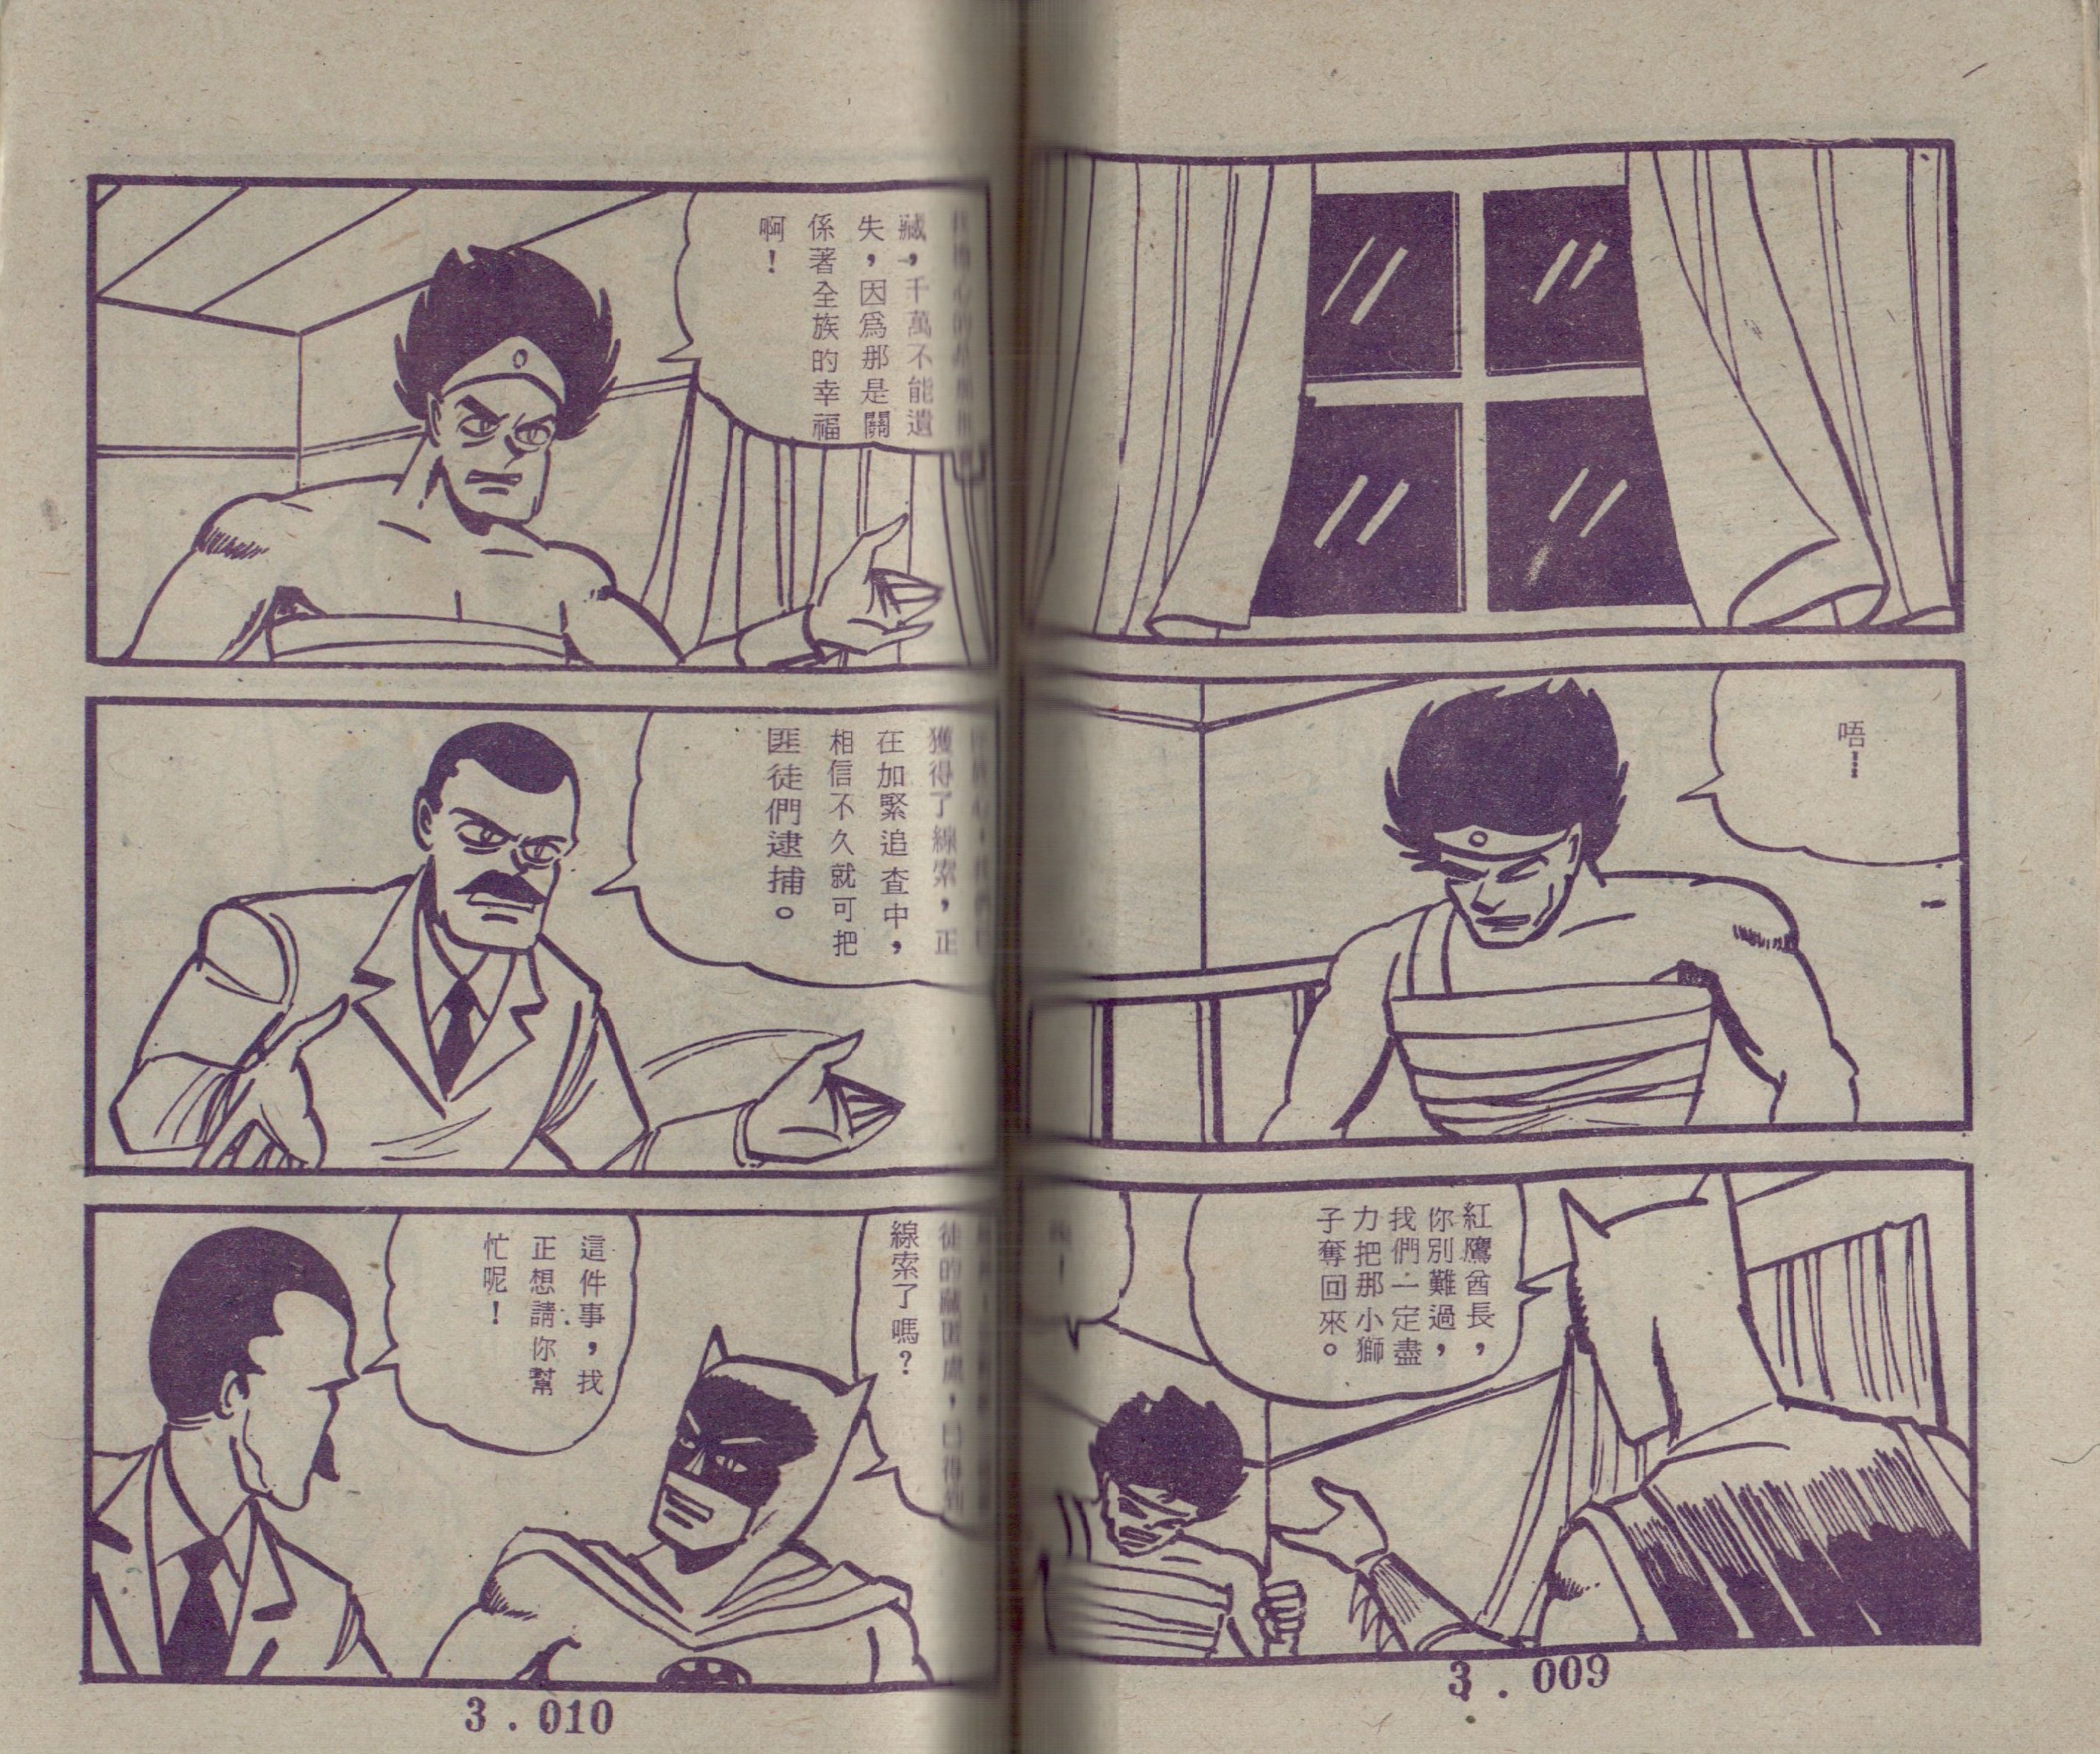 唔!…
紅鷹酋長，
你別難過，
我們一定盡
力把那小獅
子奪回來。
3.009
藏，千萬不能遺
失，因爲那是關
係著全族的幸福
啊！
獲得了線索，正
在加緊追查中，
相信不久就可把
匪徒們逮捕。
線索了嗎？
這件事，我
正想請你幫
忙呢！
3.010